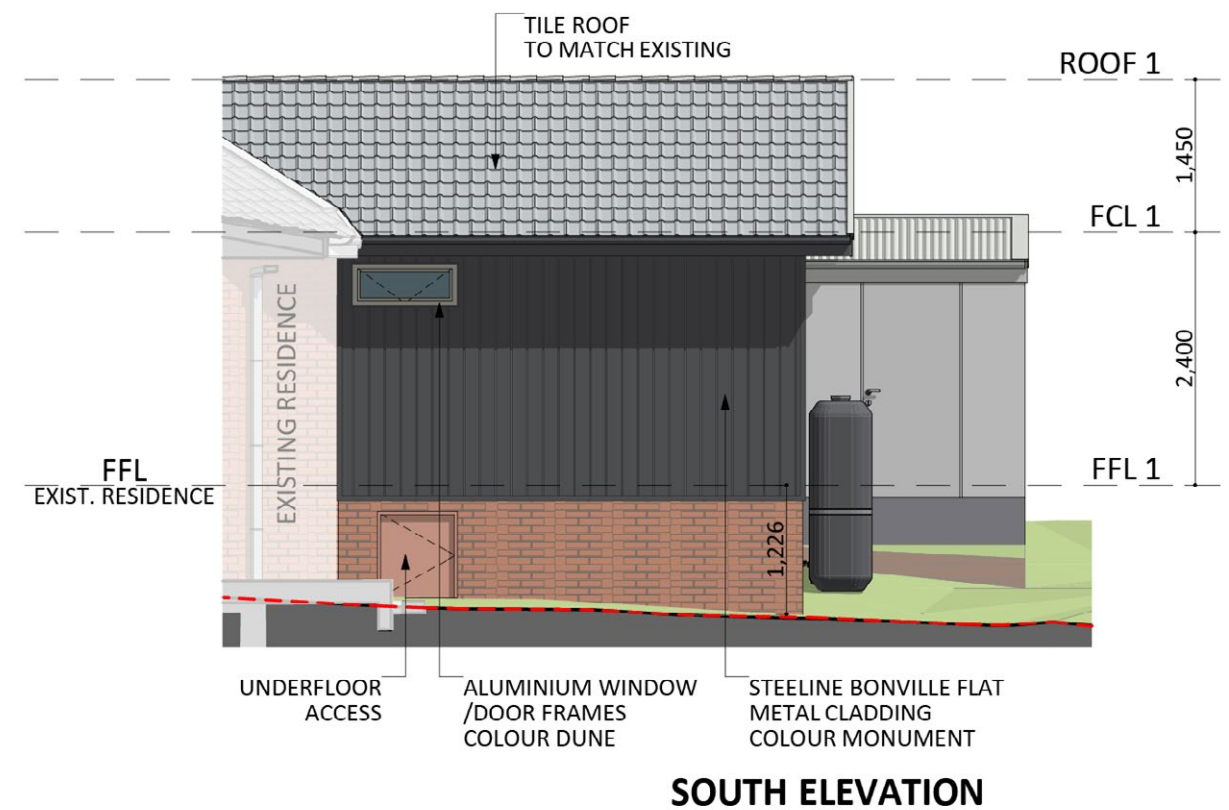 TILE ROOF
TO MATCH EXISTING
ROOF 1
1,450
FCL 1
2,400
EXISTING RESIDENCE
FFL
EXIST. RESIDENCE
FFL 1
1,226
UNDERFLOOR
ACCESS
ALUMINIUM WINDOW
/DOOR FRAMES
COLOUR DUNE
STEELINE BONVILLE FLAT
METAL CLADDING
COLOUR MONUMENT
SOUTH ELEVATION